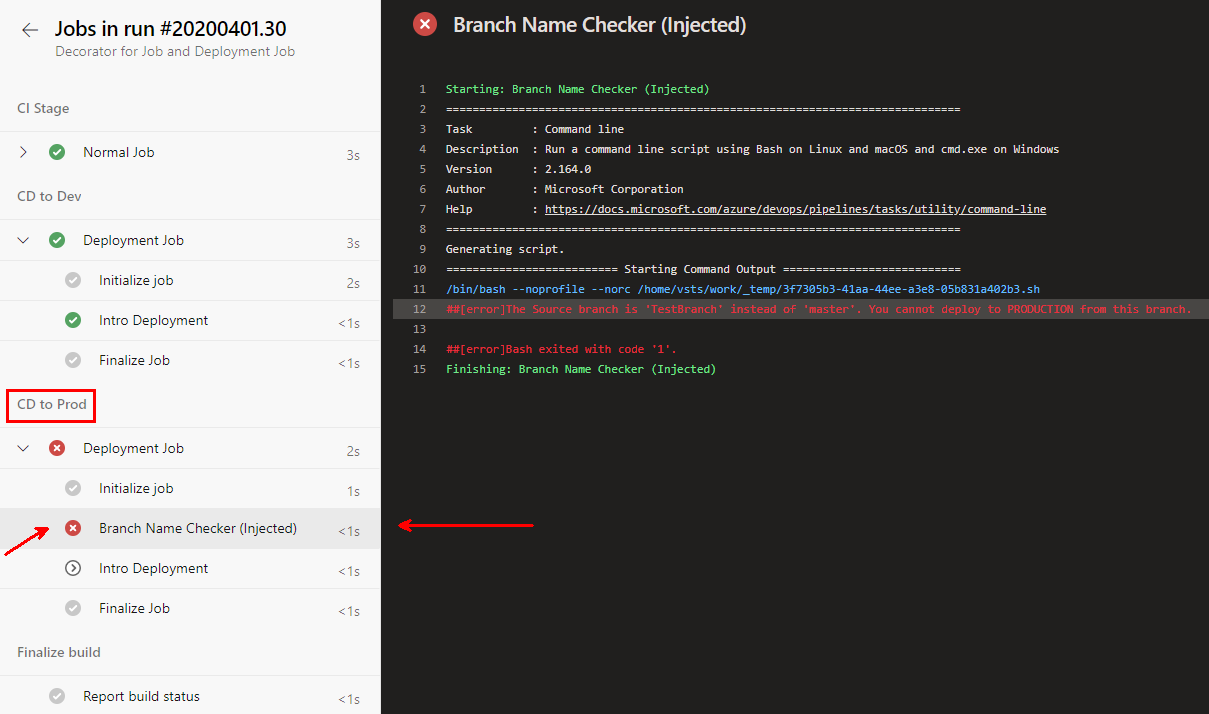 Jobs in run #20200401.30
Decorator for Job and Deployment Job
CI Stage
Normal Job 3s
CD to Dev
Deployment Job 3s
Initialize job 2s
Intro Deployment <1s
Finalize Job <1s
CD to Prod
Deployment Job 2s
Initialize job 1s
Branch Name Checker (Injected) <1s
Intro Deployment <1s
Finalize Job <1s
Finalize build
Report build status <1s
Branch Name Checker (Injected)
1 Starting: Branch Name Checker (Injected)
2 ==============================================================================
3 Task : Command line
4 Description : Run a command line script using Bash on Linux and macOS and cmd.exe on Windows
5 Version : 2.164.0
6 Author : Microsoft Corporation
7 Help : https://docs.microsoft.com/azure/devops/pipelines/tasks/utility/command-line
8 ==============================================================================
9 Generating script.
10 ========================== Starting Command Output ===========================
11 /bin/bash --noprofile --norc /home/vsts/work/_temp/3f7305b3-41aa-44ee-a3e8-05b831a402b3.sh
12 ##[error]The Source branch is 'TestBranch' instead of 'master'. You cannot deploy to PRODUCTION from this branch.
13
14 ##[error]Bash exited with code '1'.
15 Finishing: Branch Name Checker (Injected)